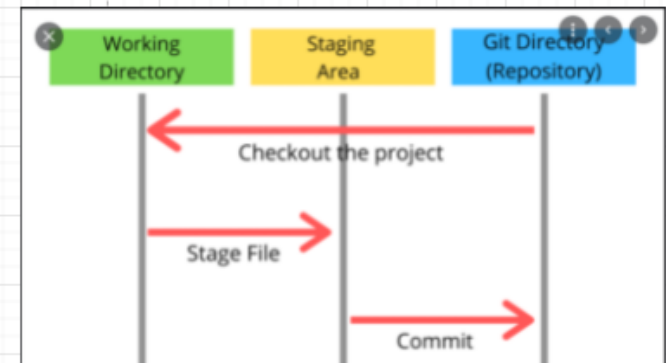 Working
Directory
Staging
Area
Git Directory
(Repository)
Checkout the project
Stage File
Commit